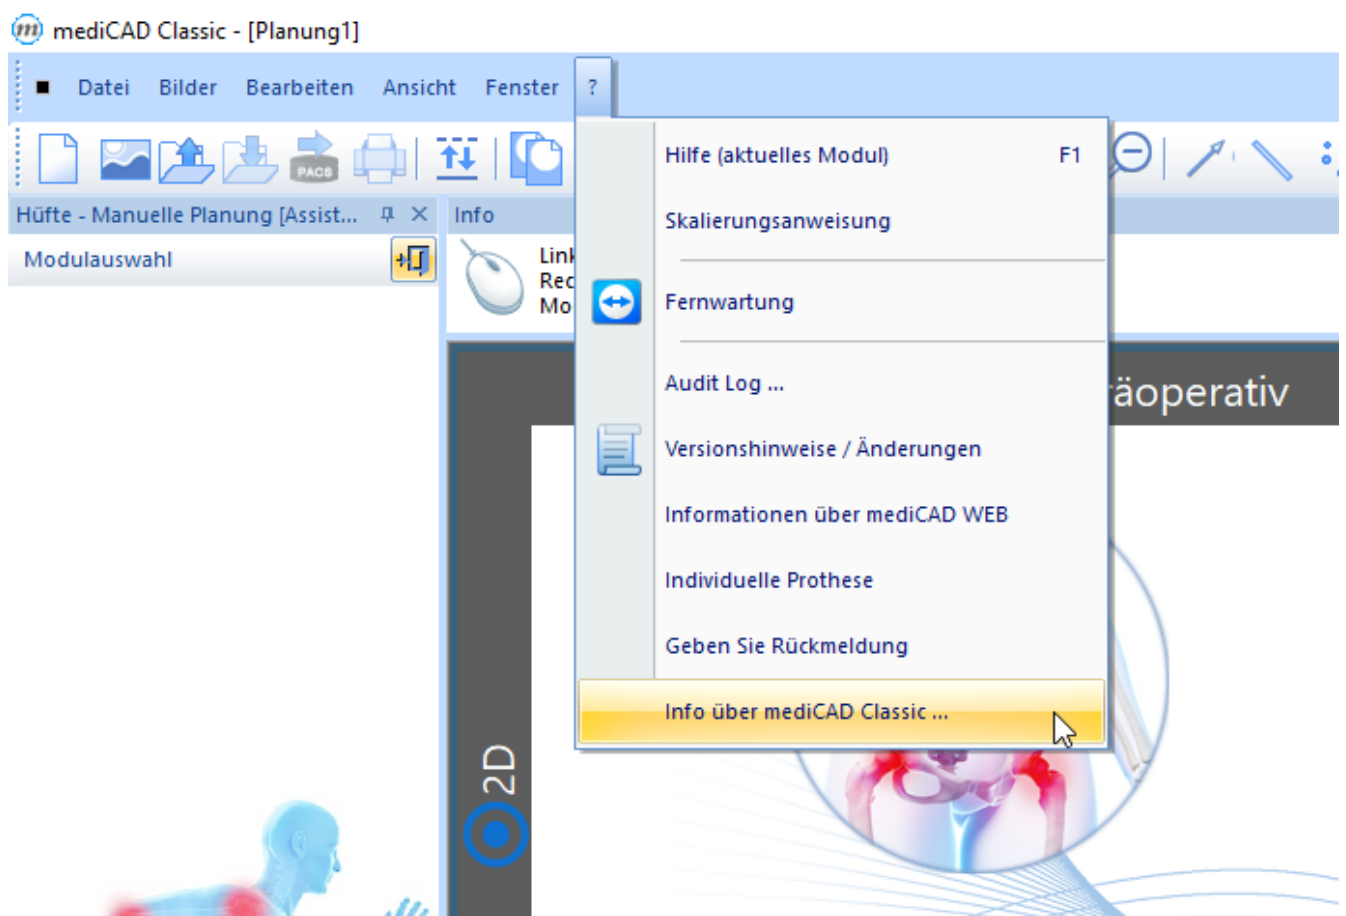 mediCAD Classic - [Planung1]
Datei Bilder Bearbeiten Ansicht Fenster ?
PACS
Hüfte - Manuelle Planung [Assist...
Info
Modulauswahl
Hilfe (aktuelles Modul) F1
Skalierungsanweisung
Fernwartung
Audit Log ...
Versionshinweise / Änderungen
Informationen über mediCAD WEB
Individuelle Prothese
Geben Sie Rückmeldung
Info über mediCAD Classic ...
äoperativ
2D